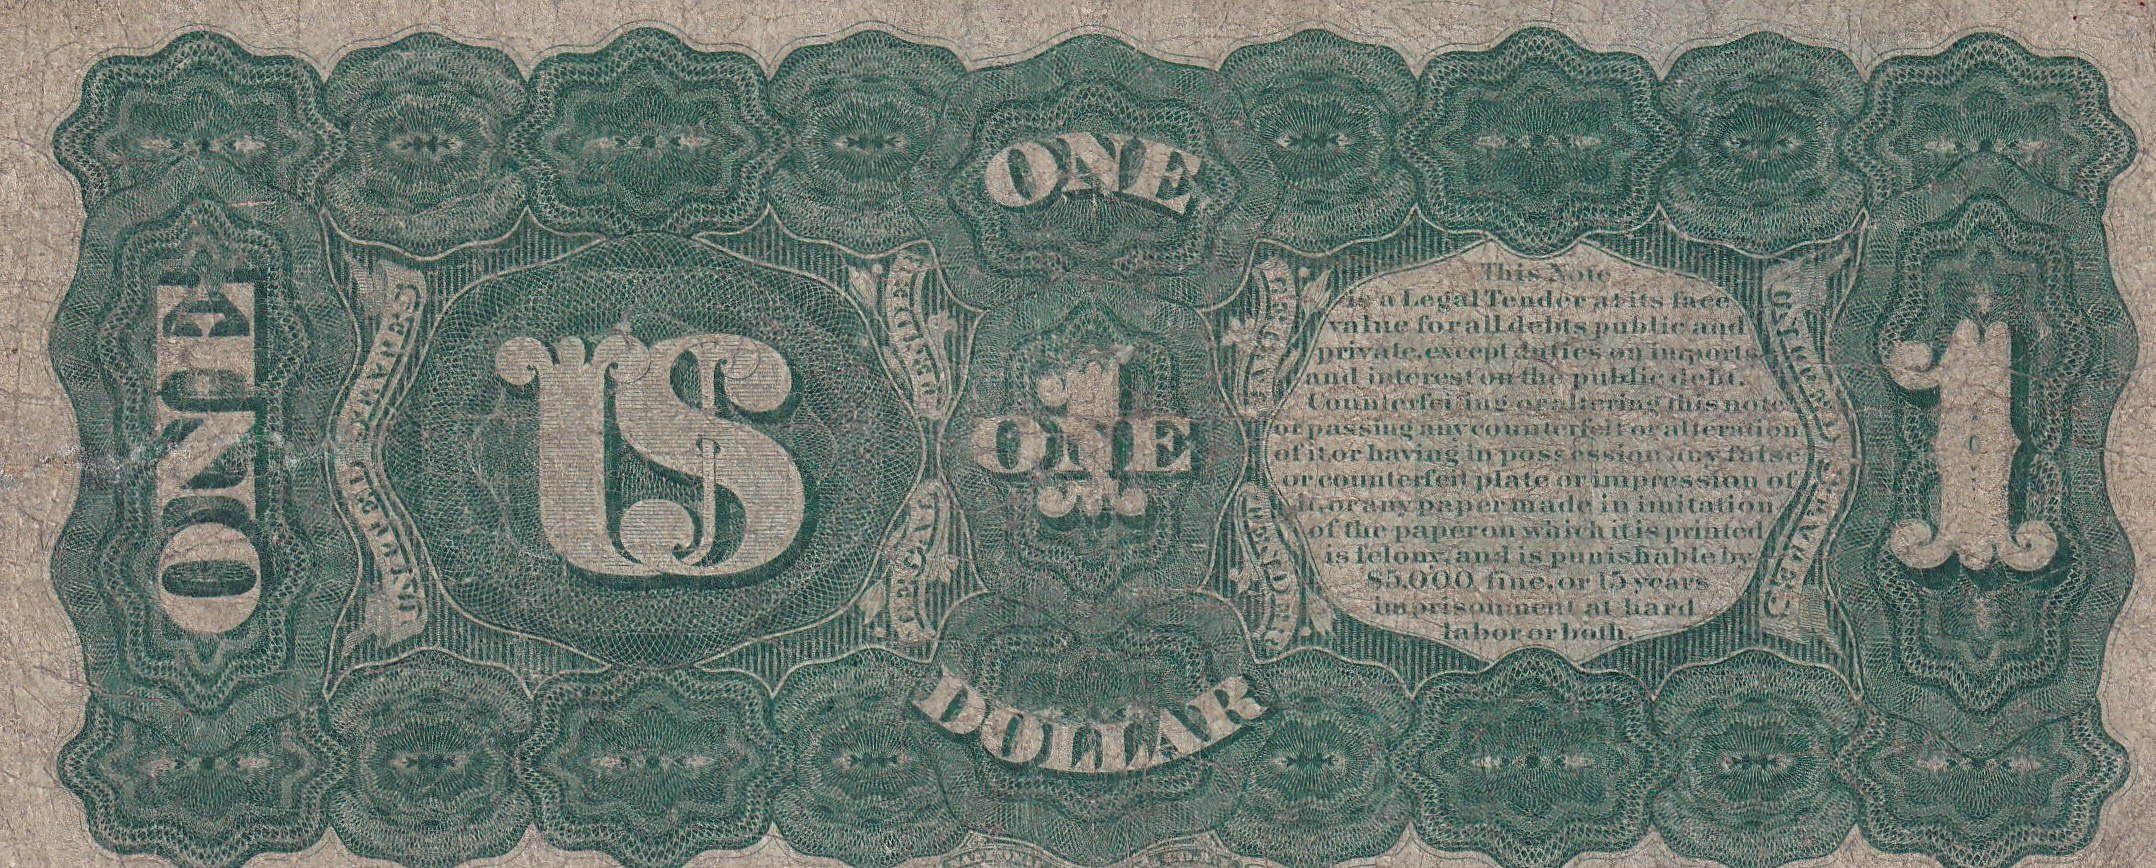 ONE
UNITED STATES
US
LEGAL TENDER
ONE
1
ONE
DOLLAR
LEGAL TENDER
This Note
is a Legal Tender at its face
value for all debts public and
private, except duties on imports
and interest on the public debt.
Counterfeiting or altering this note
or passing any counterfeit or alteration
of it, or having in possession any false
or counterfeit plate or impression of
it, or any paper made in imitation
of the paper on which it is printed
is felony, and is punishable by
$5.000 fine, or 15 years
imprisonment at hard
labor or both.
UNITED STATES
1